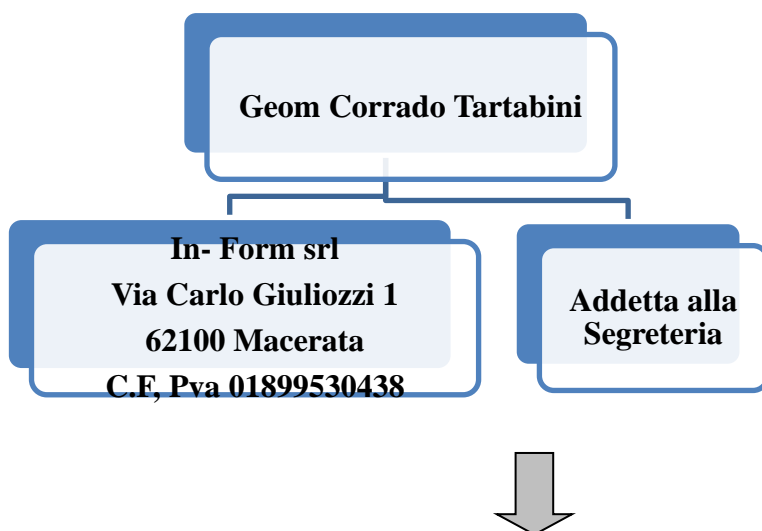 Geom Corrado Tartabini
In- Form srl
Via Carlo Giuliozzi 1
62100 Macerata
C.F, Pva 01899530438
Addetta alla
Segreteria